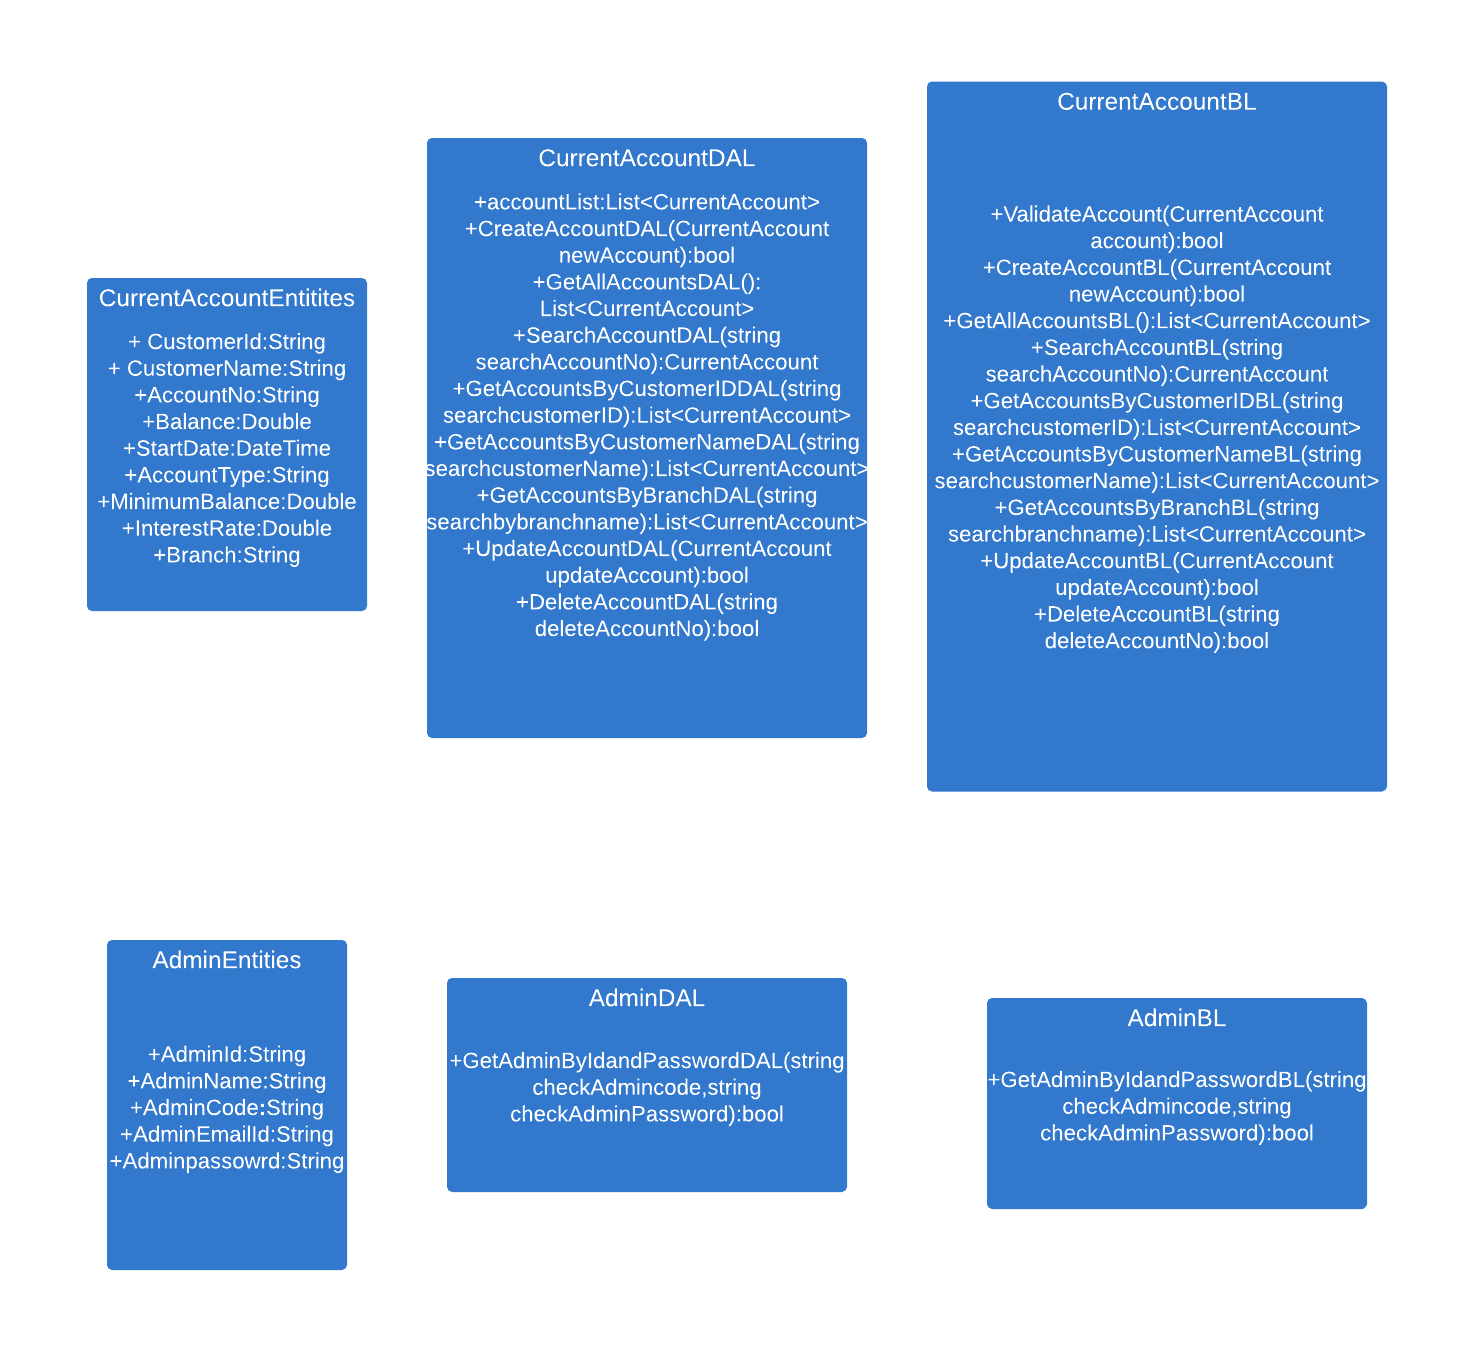 CurrentAccountEntitites
+ CustomerId:String
+ CustomerName:String
+AccountNo:String
+Balance:Double
+StartDate:DateTime
+AccountType:String
+MinimumBalance:Double
+InterestRate:Double
+Branch:String
CurrentAccountDAL
+accountList:List<CurrentAccount>
+CreateAccountDAL(CurrentAccount
newAccount):bool
+GetAllAccountsDAL():
List<CurrentAccount>
+SearchAccountDAL(string
searchAccountNo):CurrentAccount
+GetAccountsByCustomerIDDAL(string
searchcustomerID):List<CurrentAccount>
+GetAccountsByCustomerNameDAL(string
searchcustomerName):List<CurrentAccount>
+GetAccountsByBranchDAL(string
searchbybranchname):List<CurrentAccount>
+UpdateAccountDAL(CurrentAccount
updateAccount):bool
+DeleteAccountDAL(string
deleteAccountNo):bool
CurrentAccountBL
+ValidateAccount(CurrentAccount
account):bool
+CreateAccountBL(CurrentAccount
newAccount):bool
+GetAllAccountsBL():List<CurrentAccount>
+SearchAccountBL(string
searchAccountNo):CurrentAccount
+GetAccountsByCustomerIDBL(string
searchcustomerID):List<CurrentAccount>
+GetAccountsByCustomerNameBL(string
searchcustomerName):List<CurrentAccount>
+GetAccountsByBranchBL(string
searchbranchname):List<CurrentAccount>
+UpdateAccountBL(CurrentAccount
updateAccount):bool
+DeleteAccountBL(string
deleteAccountNo):bool
AdminEntities
+AdminId:String
+AdminName:String
+AdminCode:String
+AdminEmailId:String
+Adminpassowrd:String
AdminDAL
+GetAdminByIdandPasswordDAL(string
checkAdmincode,string
checkAdminPassword):bool
AdminBL
+GetAdminByIdandPasswordBL(string
checkAdmincode,string
checkAdminPassword):bool